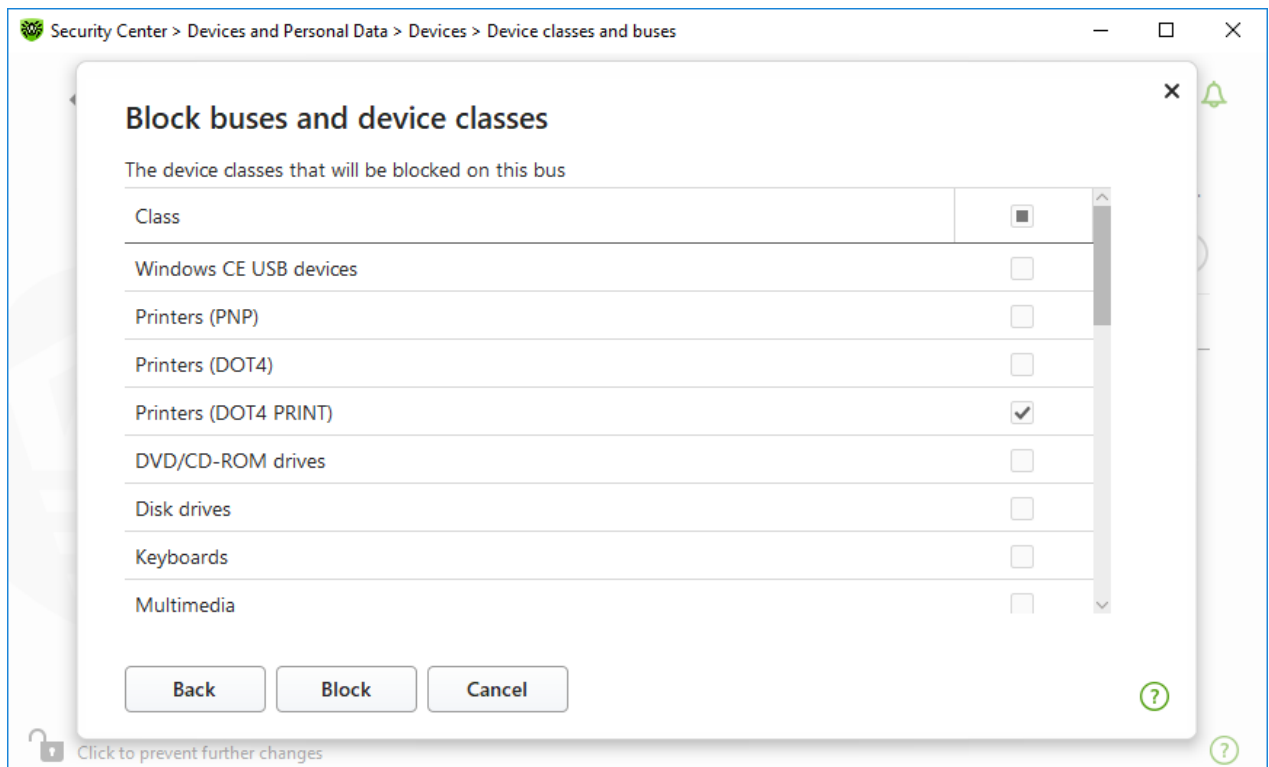 Security Center > Devices and Personal Data > Devices > Device classes and buses
Block buses and device classes
The device classes that will be blocked on this bus
Class
Windows CE USB devices
Printers (PNP)
Printers (DOT4)
Printers (DOT4 PRINT)
DVD/CD-ROM drives
Disk drives
Keyboards
Multimedia
Back Block Cancel
?
Click to prevent further changes ?